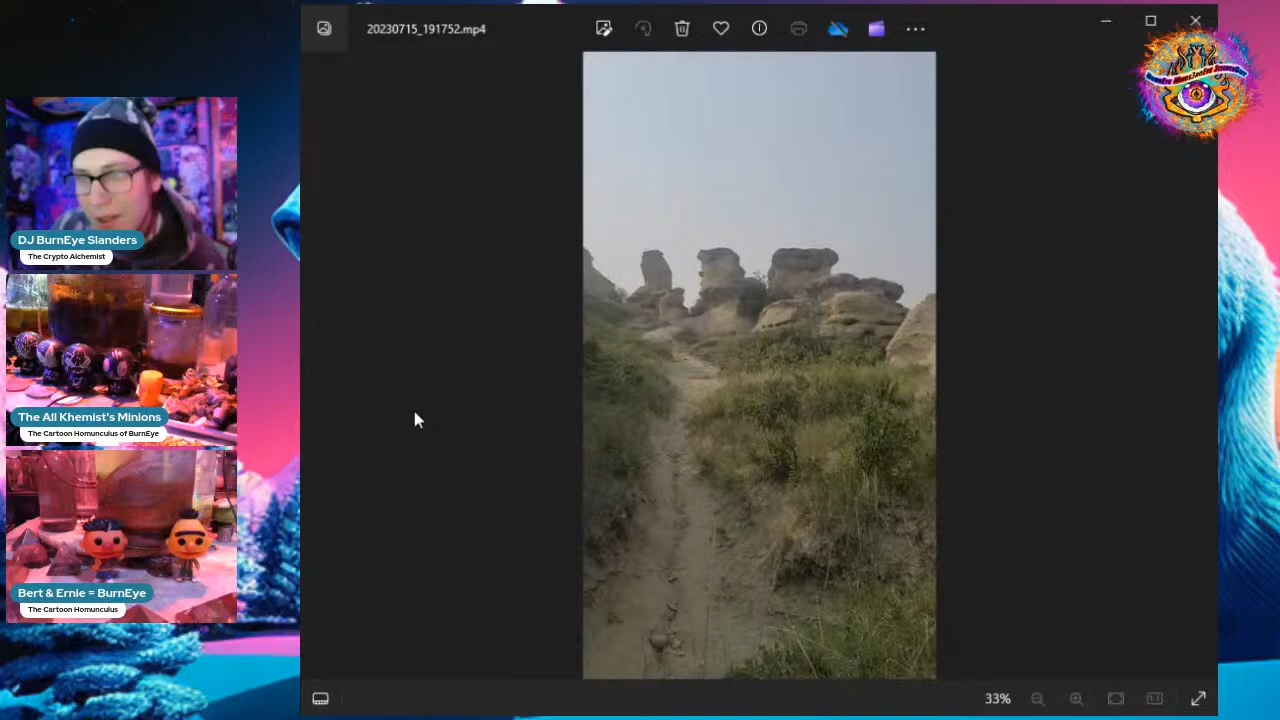 20230715_191752.mp4
DJ BurnEye Slanders
The Crypto Alchemist
The All Khemist's Minions
The Cartoon Homunculus of BurnEye
Bert & Ernie = BurnEye
The Cartoon Homunculus
33%